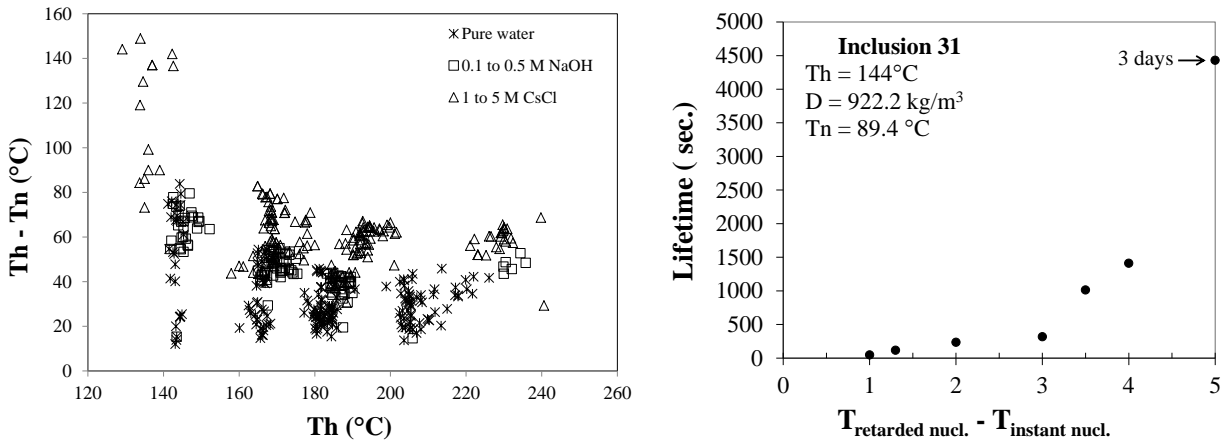 160
140
120
100
80
60
40
20
0
Th - Tn (°C)
Pure water
0.1 to 0.5 M NaOH
1 to 5 M CsCl
120 140 160 180 200 220 240 260
Th (°C)
5000
4500
4000
3500
3000
2500
2000
1500
1000
500
0
Lifetime ( sec.)
Inclusion 31
Th = 144°C
D = 922.2 kg/m³
Tn = 89.4 °C
3 days
0 1 2 3 4 5
Tretarded nucl. - Tinstant nucl.